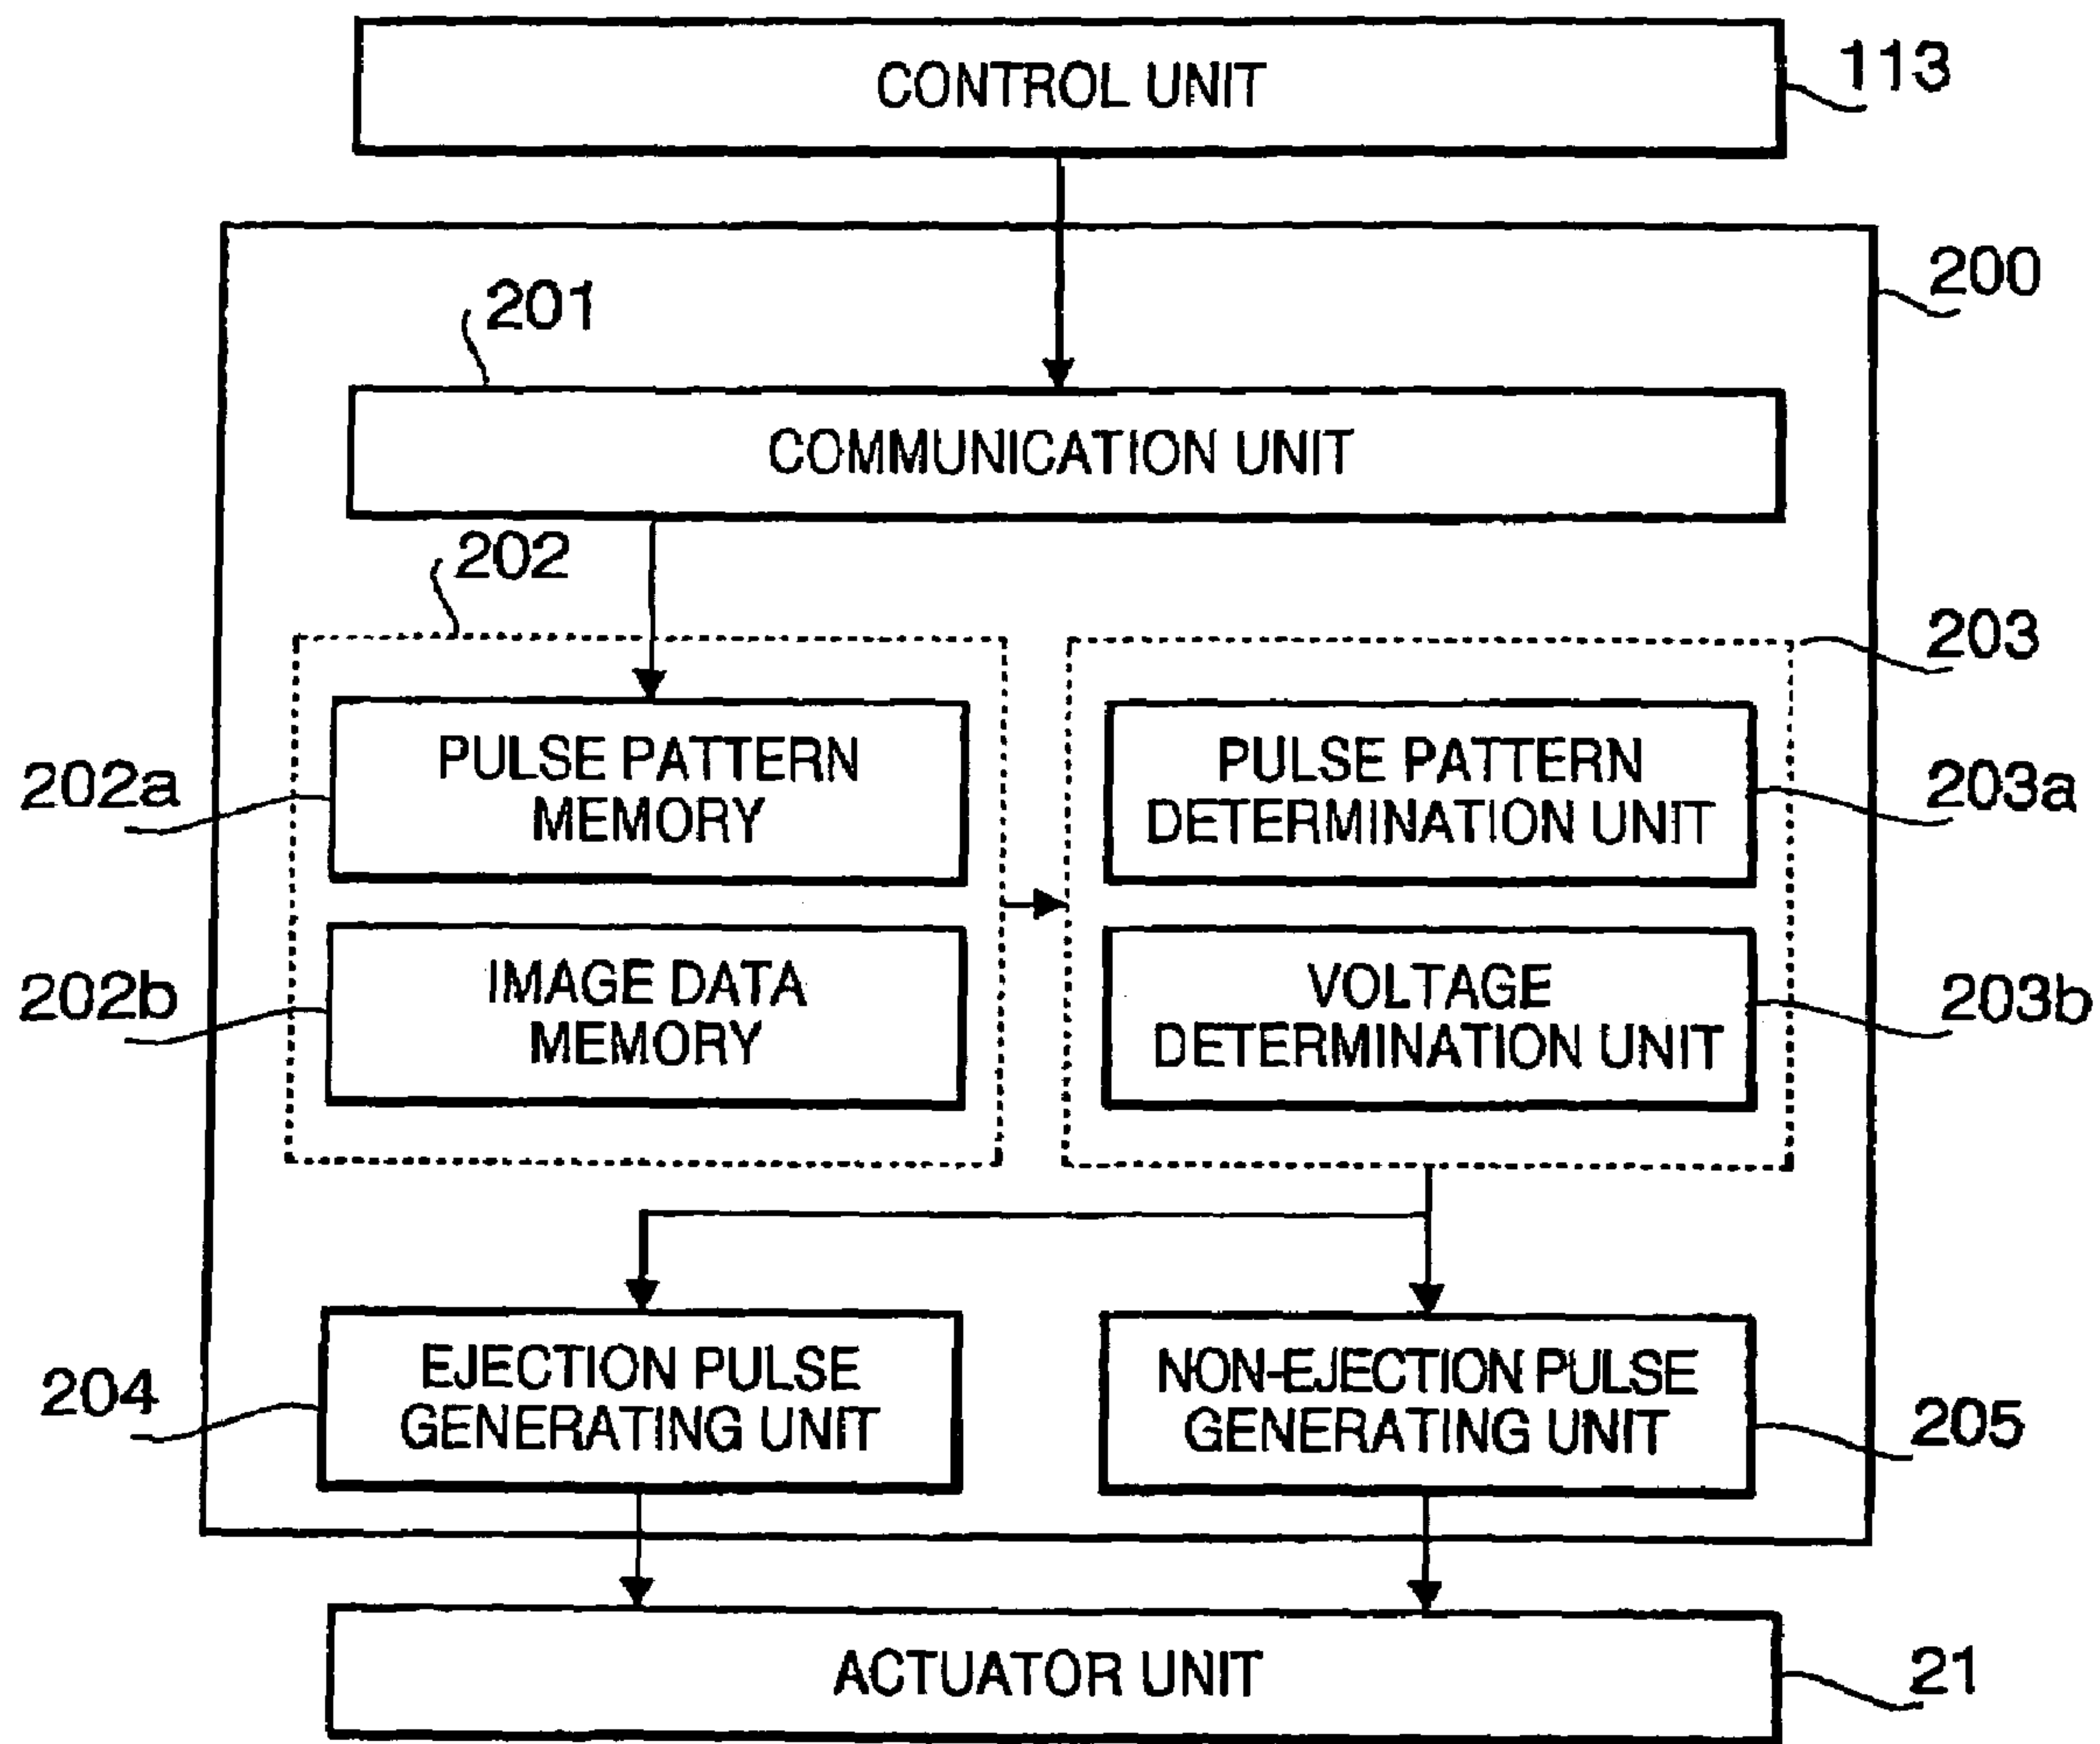 CONTROL UNIT
113
200
201
COMMUNICATION UNIT
202
203
202a
PULSE PATTERN
MEMORY
PULSE PATTERN
DETERMINATION UNIT
203a
202b
IMAGE DATA
MEMORY
VOLTAGE
DETERMINATION UNIT
203b
204
EJECTION PULSE
GENERATING UNIT
NON-EJECTION PULSE
GENERATING UNIT
205
ACTUATOR UNIT
21